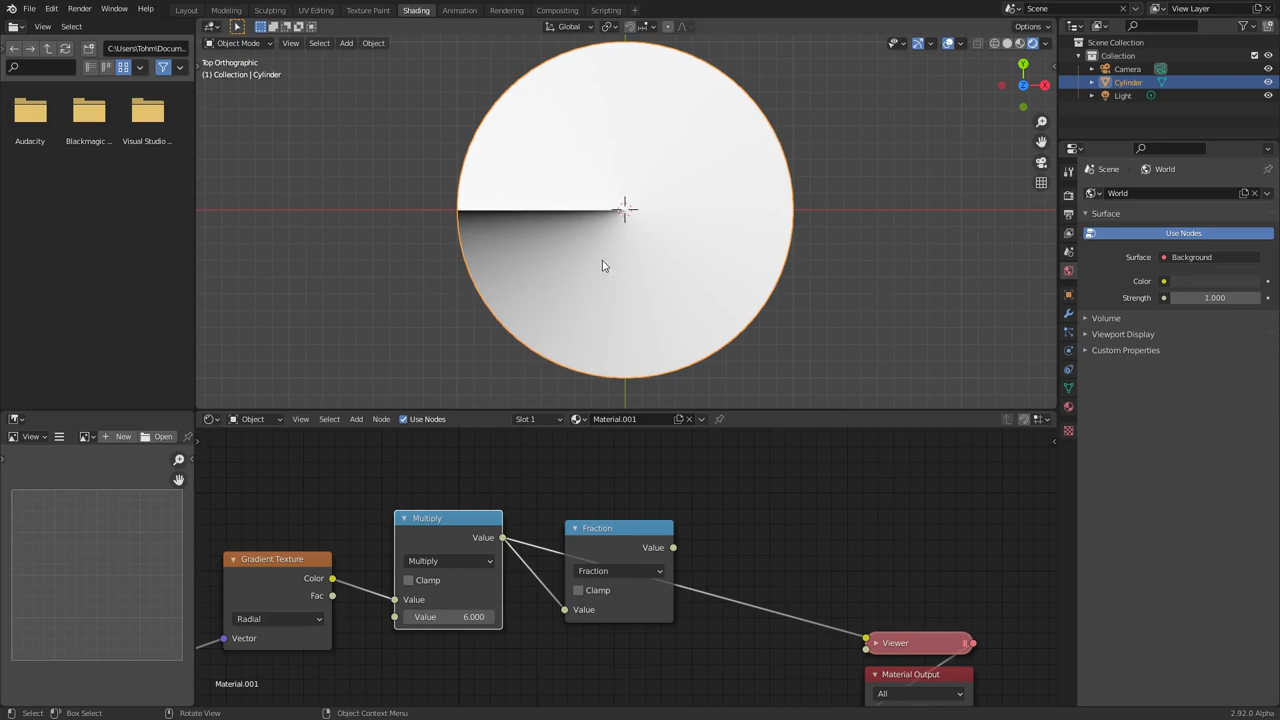 File Edit Render Window Help
Layout Modeling Sculpting UV Editing Texture Paint Shading Animation Rendering Compositing Scripting
Scene
View Layer
View Select
Global
Options
C:\Users\Tohm\Docum...
Object Mode View Select Add Object
Top Orthographic
(1) Collection | Cylinder
Audacity
Blackmagic ...
Visual Studio ...
Y
X
Z
Scene Collection
Collection
Camera
Cylinder
Light
Scene > World
World
Surface
Use Nodes
Surface Background
Color
Strength 1.000
Volume
Viewport Display
Custom Properties
Object View Select Add Node Use Nodes Slot 1 Material.001
View New Open
Gradient Texture
Color
Fac
Radial
Vector
Multiply
Value
Multiply
Clamp
Value
Value 6.000
Fraction
Value
Fraction
Clamp
Value
Viewer
Material Output
All
Material.001
Select Box Select Rotate View Object Context Menu 2.92.0 Alpha